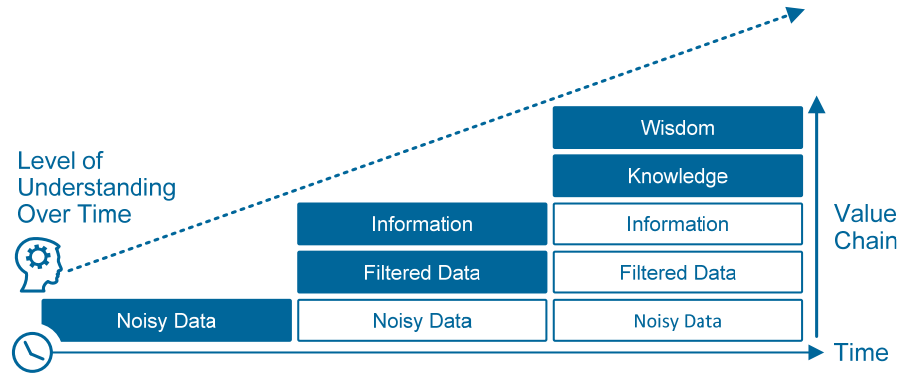 Wisdom
Level of
Understanding
Over Time
Knowledge
Information
Information
Value
Chain
Filtered Data
Filtered Data
Noisy Data
Noisy Data
Noisy Data
Time